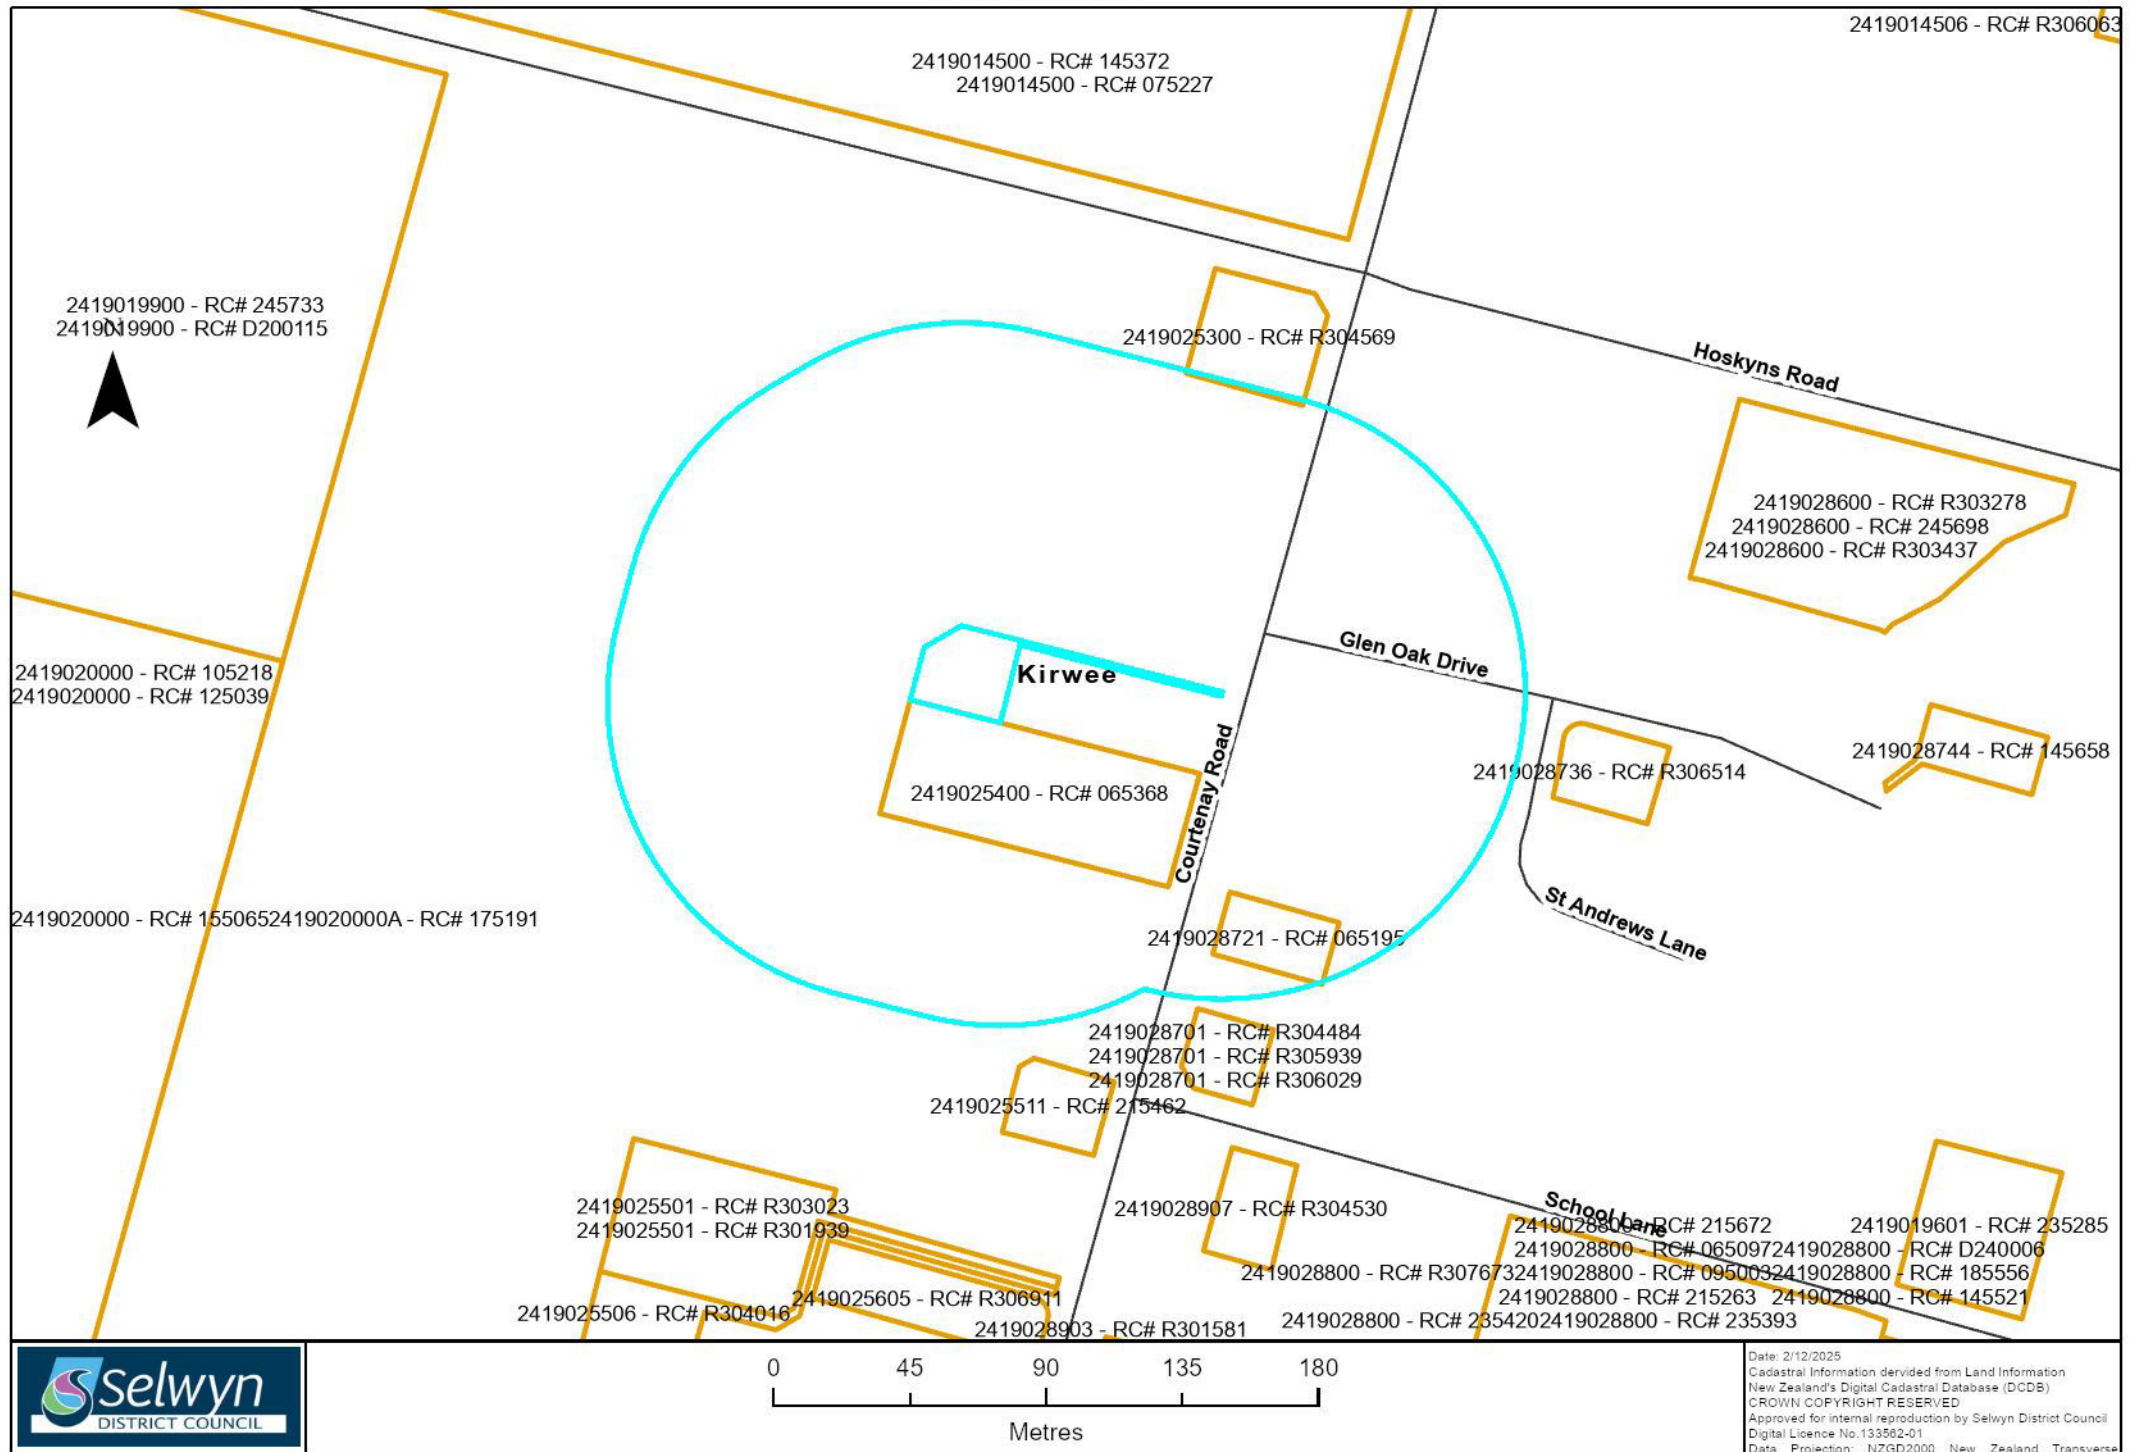 2419014506 - RC# R306063
2419014500 - RC# 145372
2419014500 - RC# 075227
2419019900 - RC# 245733
2419019900 - RC# D200115
N
2419025300 - RC# R304569
Hoskyns Road
2419028600 - RC# R303278
2419028600 - RC# 245698
2419028600 - RC# R303437
Glen Oak Drive
2419020000 - RC# 105218
2419020000 - RC# 125039
Kirwee
2419028744 - RC# 145658
2419028736 - RC# R306514
2419025400 - RC# 065368
Courtenay Road
2419020000 - RC# 1550652419020000A - RC# 175191
St Andrews Lane
2419028721 - RC# 065195
2419028701 - RC# R304484
2419028701 - RC# R305939
2419028701 - RC# R306029
2419025511 - RC# 215462
2419025501 - RC# R303023
2419025501 - RC# R301939
2419028907 - RC# R304530
School Lane
2419028800 - RC# 215672
2419019601 - RC# 235285
2419028800 - RC# 0650972419028800 - RC# D240006
2419028800 - RC# R3076732419028800 - RC# 0950032419028800 - RC# 185556
2419028800 - RC# 215263 2419028800 - RC# 145521
2419028800 - RC# 2354202419028800 - RC# 235393
2419025605 - RC# R306911
2419025506 - RC# R304016
2419028903 - RC# R301581
Selwyn
DISTRICT COUNCIL
0 45 90 135 180
Metres
Date: 2/12/2025
Cadastral Information dervided from Land Information
New Zealand's Digital Cadastral Database (DCDB)
CROWN COPYRIGHT RESERVED
Approved for internal reproduction by Selwyn District Council
Digital Licence No.133562-01
Data Projection: NZGD2000 New Zealand Transverse